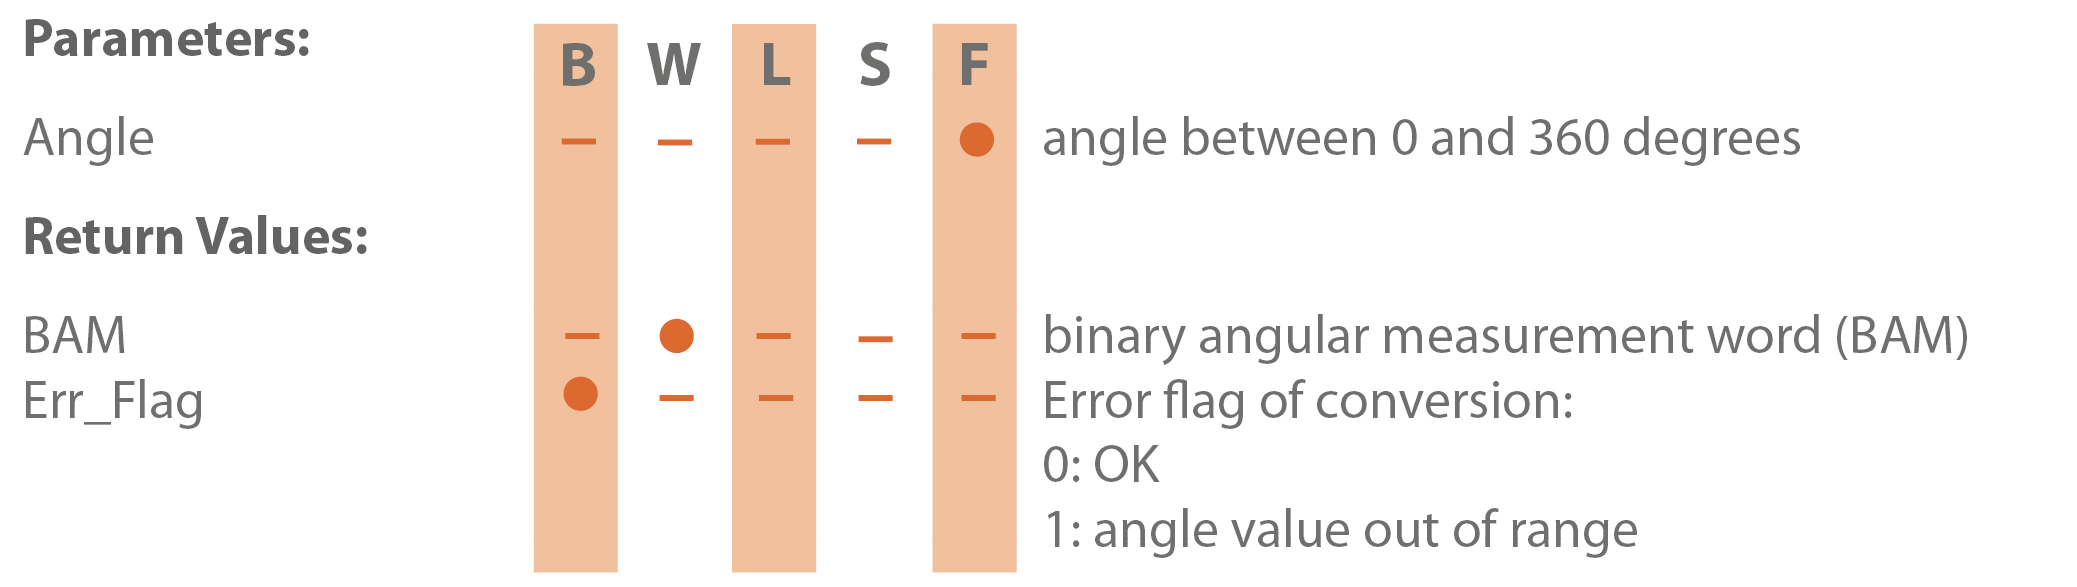 Parameters: B W L S F
Angle – – – – ● angle between 0 and 360 degrees
Return Values:
BAM – ● – – – binary angular measurement word (BAM)
Err_Flag ● – – – – Error flag of conversion:
0: OK
1: angle value out of range